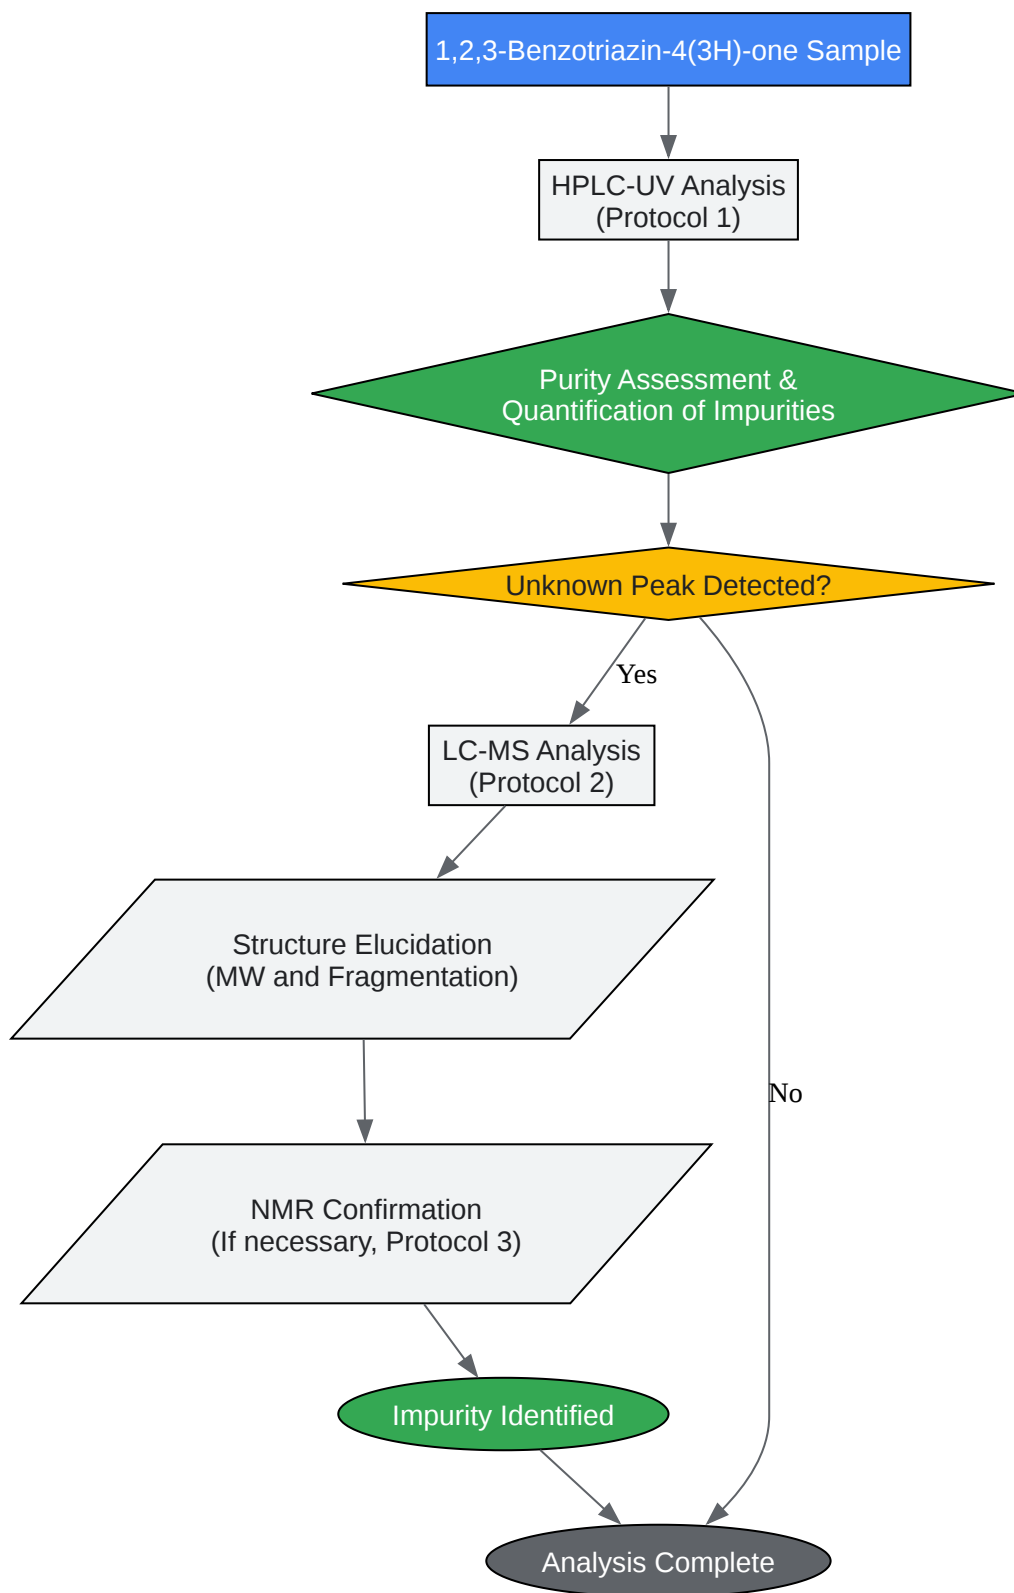 1,2,3-Benzotriazin-4(3H)-one Sample
HPLC-UV Analysis
(Protocol 1)
Purity Assessment &
Quantification of Impurities
Unknown Peak Detected?
Yes
LC-MS Analysis
(Protocol 2)
Structure Elucidation
(MW and Fragmentation)
No
NMR Confirmation
(If necessary, Protocol 3)
Impurity Identified
Analysis Complete